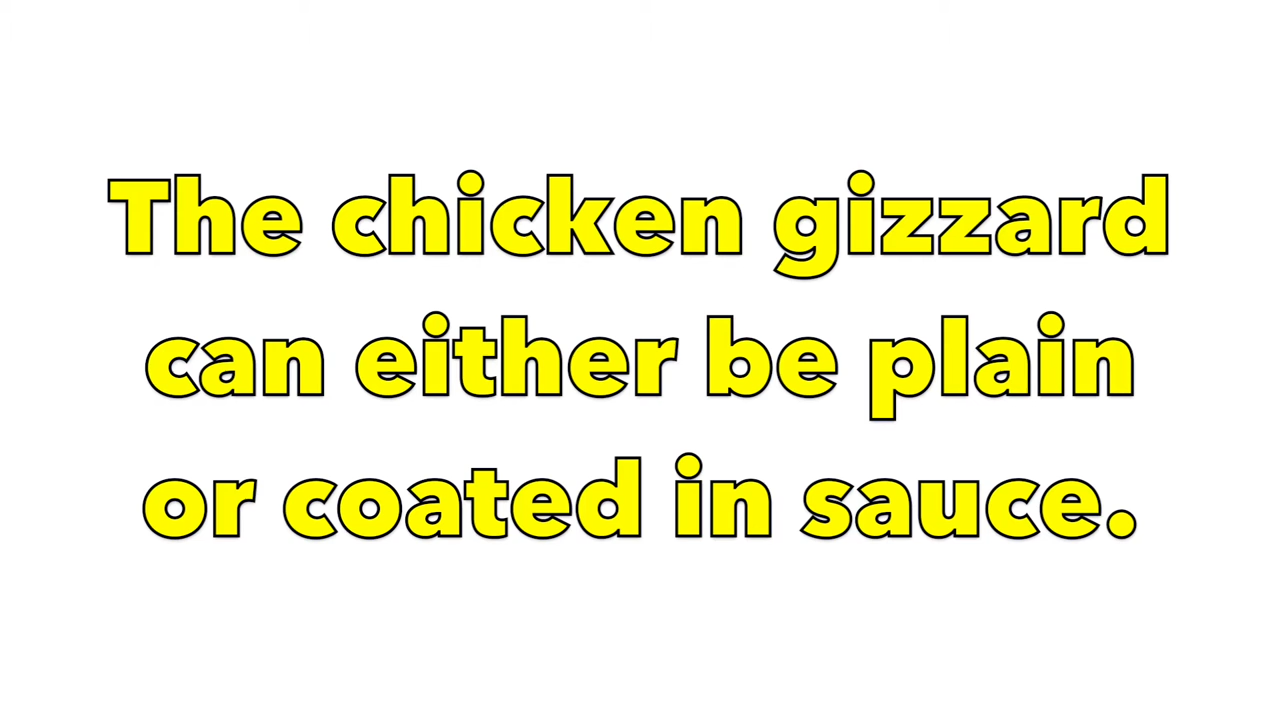 The chicken gizzard
can either be plain
or coated in sauce.